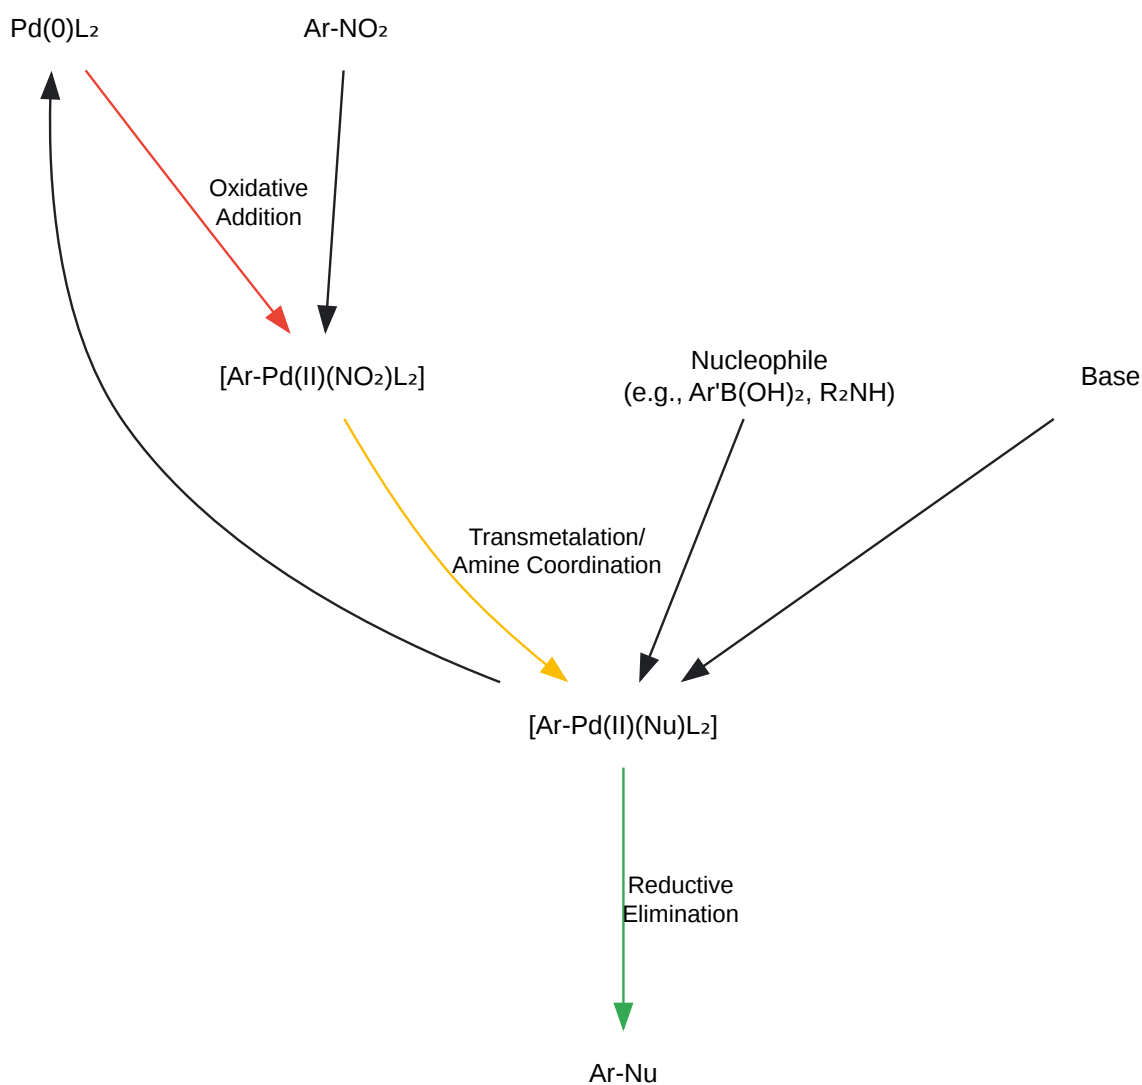 Pd(0)L₂
Ar-NO₂
Oxidative
Addition
[Ar-Pd(II)(NO₂)L₂]
Nucleophile
(e.g., Ar'B(OH)₂, R₂NH)
Base
Transmetalation/
Amine Coordination
[Ar-Pd(II)(Nu)L₂]
Reductive
Elimination
Ar-Nu